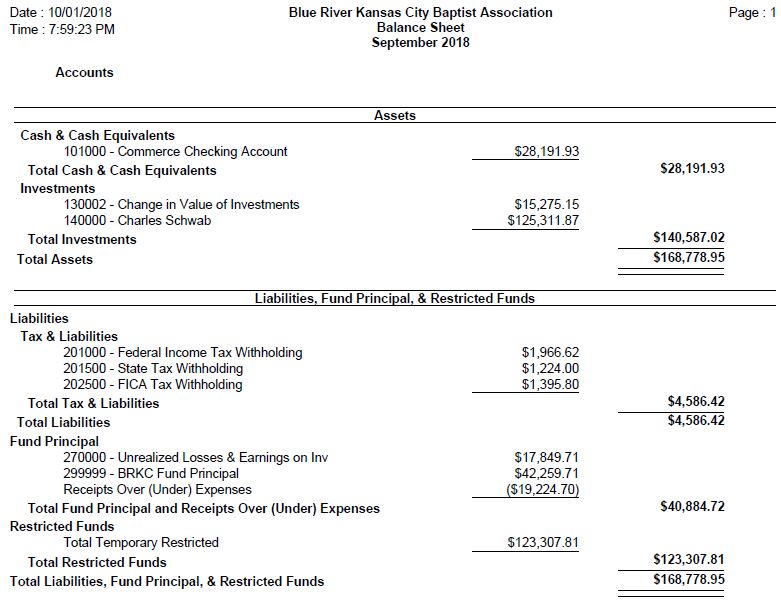 Date : 10/01/2018 Blue River Kansas City Baptist Association Page : 1
Time : 7:59:23 PM Balance Sheet
September 2018
Accounts
Assets
Cash & Cash Equivalents
101000 - Commerce Checking Account $28,191.93
Total Cash & Cash Equivalents $28,191.93
Investments
130002 - Change in Value of Investments $15,275.15
140000 - Charles Schwab $125,311.87
Total Investments $140,587.02
Total Assets $168,778.95
Liabilities, Fund Principal, & Restricted Funds
Liabilities
Tax & Liabilities
201000 - Federal Income Tax Withholding $1,966.62
201500 - State Tax Withholding $1,224.00
202500 - FICA Tax Withholding $1,395.80
Total Tax & Liabilities $4,586.42
Total Liabilities $4,586.42
Fund Principal
270000 - Unrealized Losses & Earnings on Inv $17,849.71
299999 - BRKC Fund Principal $42,259.71
Receipts Over (Under) Expenses ($19,224.70)
Total Fund Principal and Receipts Over (Under) Expenses $40,884.72
Restricted Funds
Total Temporary Restricted $123,307.81
Total Restricted Funds $123,307.81
Total Liabilities, Fund Principal, & Restricted Funds $168,778.95